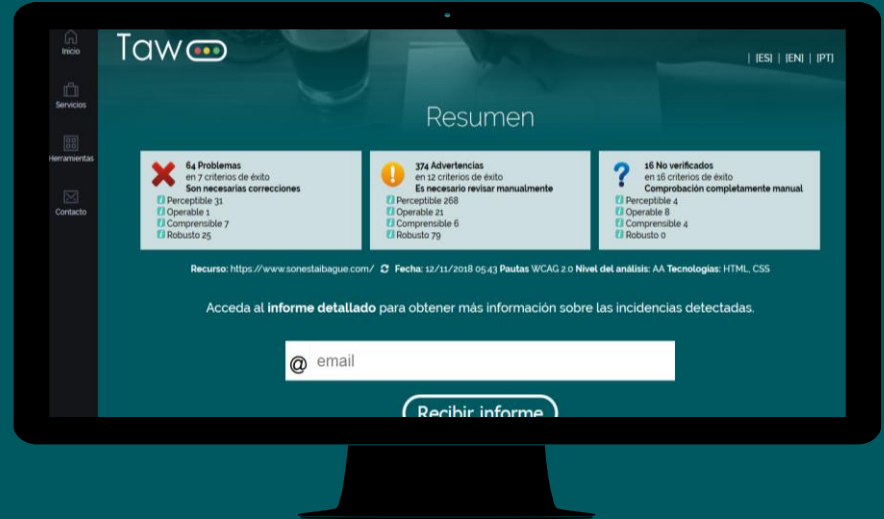 Inicio
Servicios
Herramientas
Contacto
Taw
| |ES| | |EN| | |PT|
Resumen
64 Problemas
en 7 criterios de éxito
Son necesarias correcciones
Perceptible 31
Operable 1
Comprensible 7
Robusto 25
374 Advertencias
en 12 criterios de éxito
Es necesario revisar manualmente
Perceptible 268
Operable 21
Comprensible 6
Robusto 79
16 No verificados
en 16 criterios de éxito
Comprobación completamente manual
Perceptible 4
Operable 8
Comprensible 4
Robusto 0
Recurso: https://www.sonestaibague.com/ Fecha: 12/11/2018 05:43 Pautas WCAG 2.0 Nivel del análisis: AA Tecnologías: HTML, CSS
Acceda al informe detallado para obtener más información sobre las incidencias detectadas.
@ email
Recibir informe